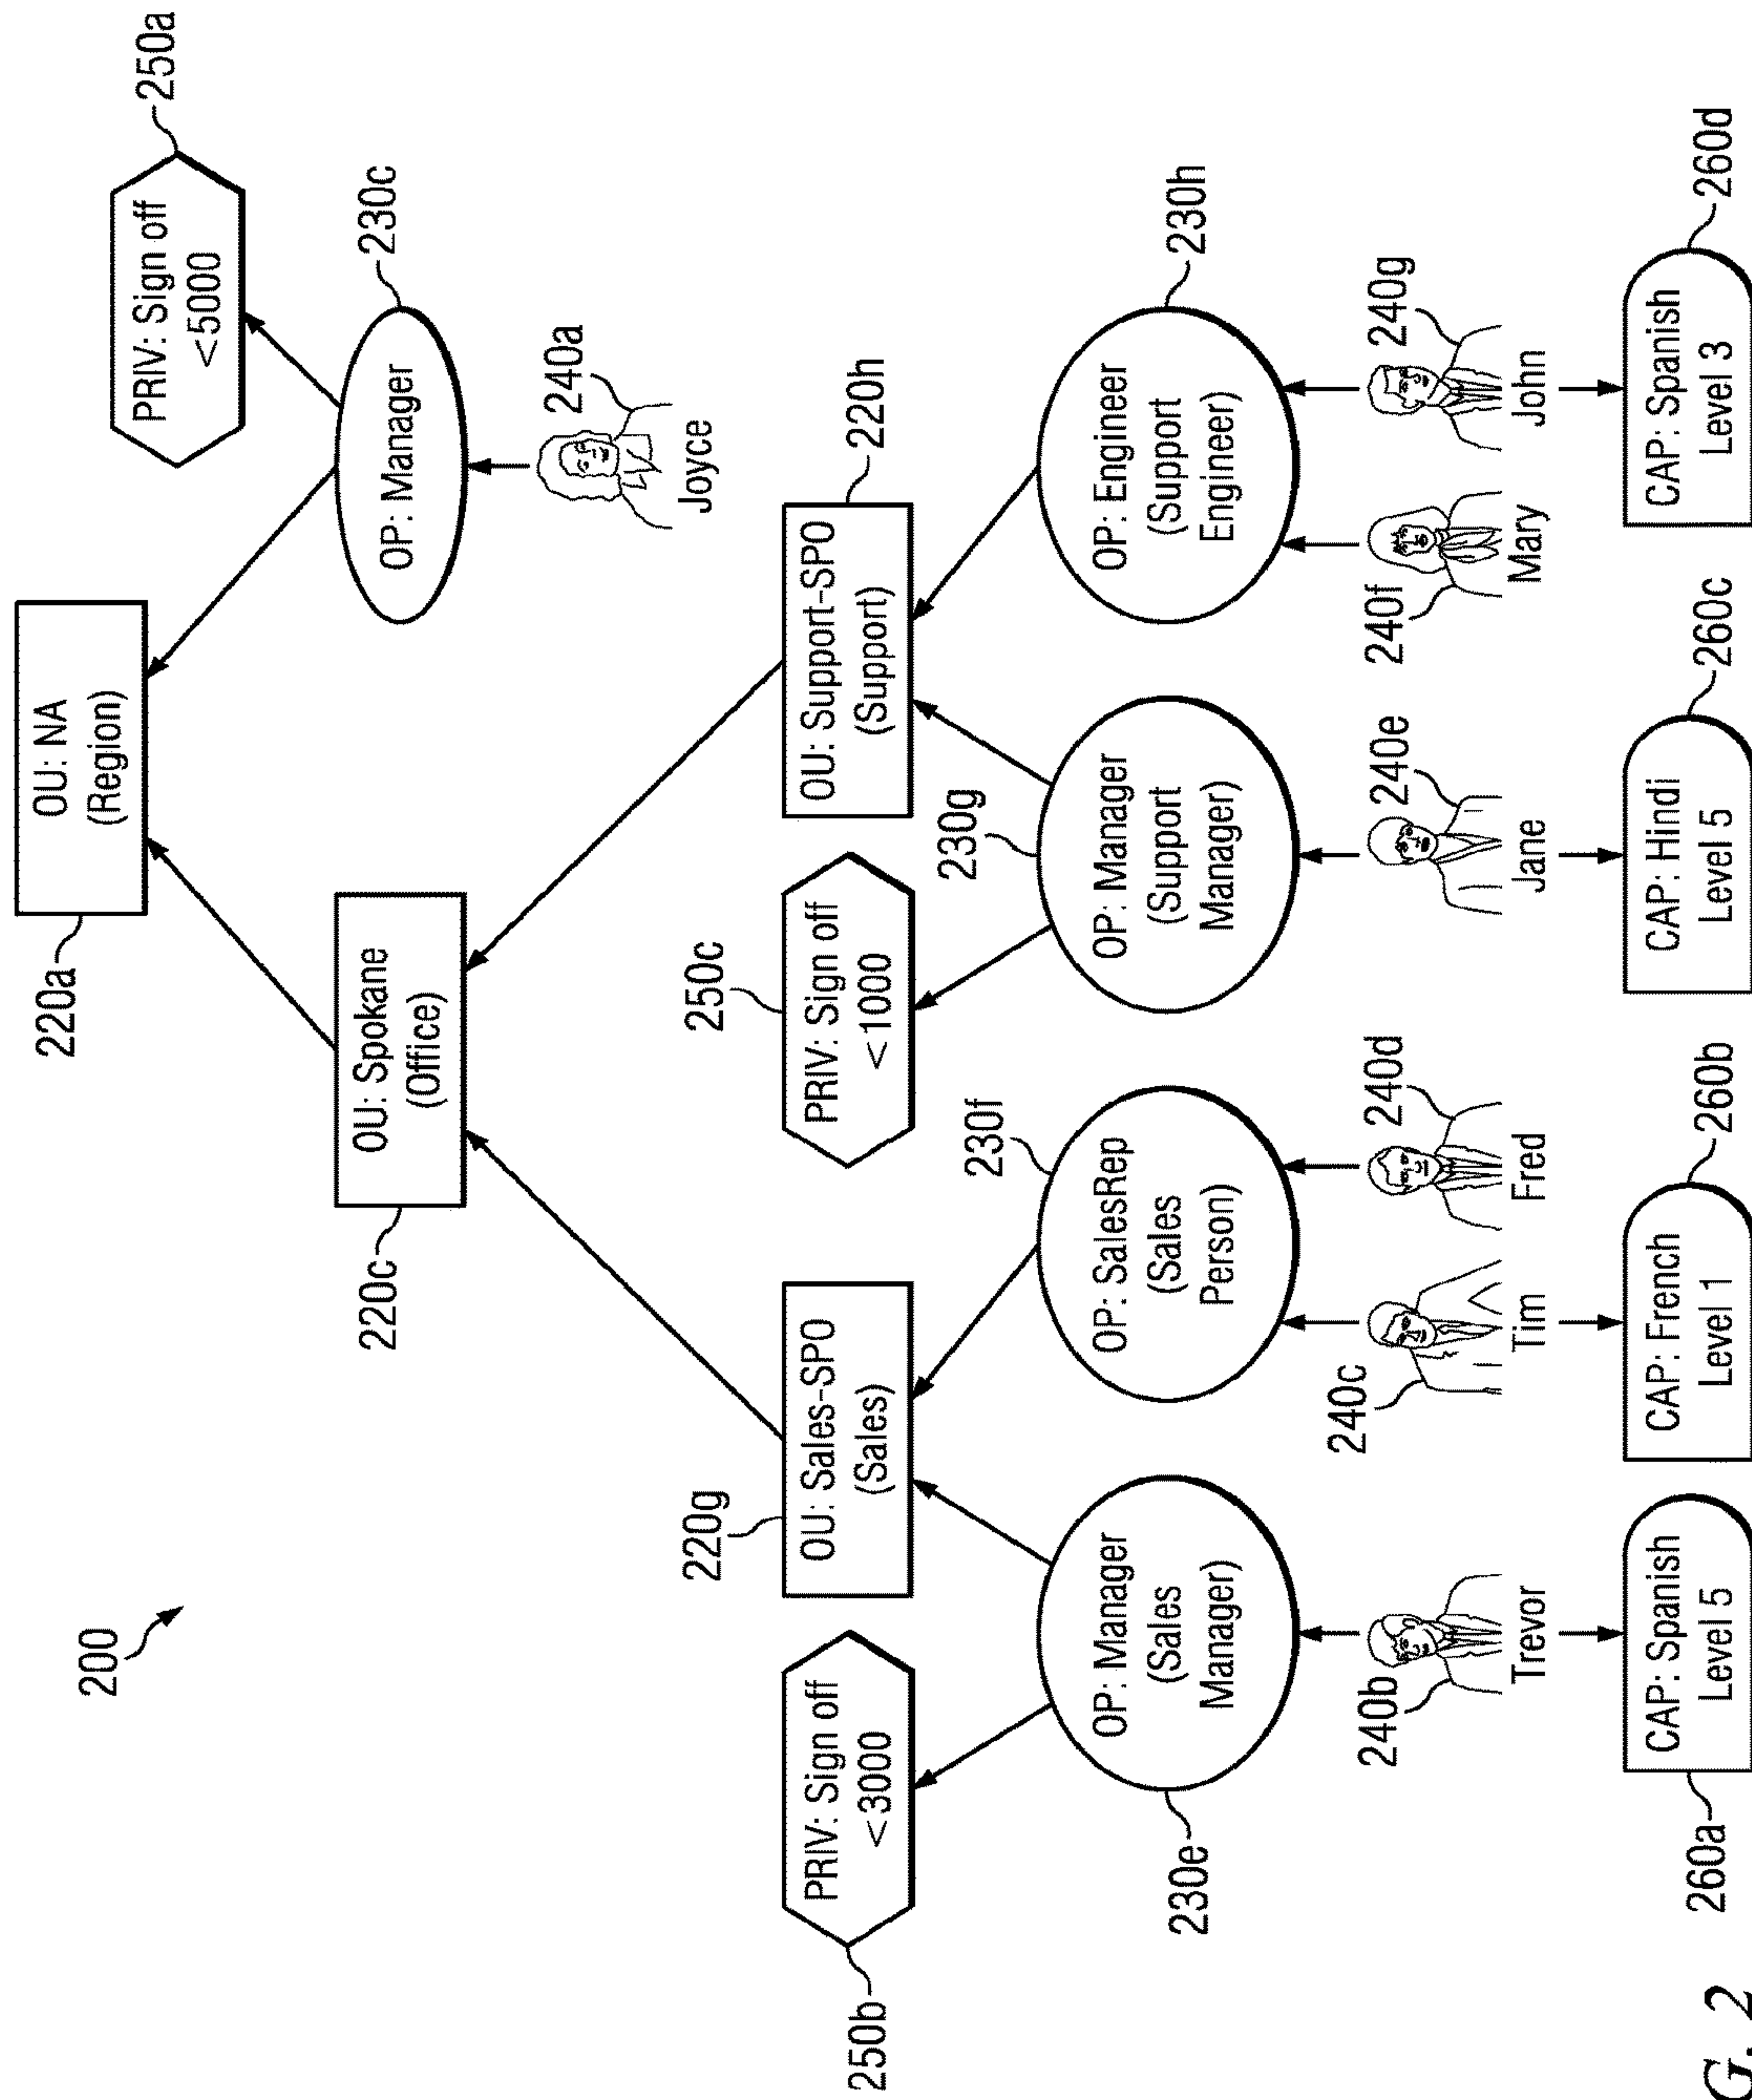 200
OU: NA
(Region)
220a
PRIV: Sign off
<5000
250a
OU: Spokane
(Office)
220c
OP: Manager
230c
240a
Joyce
PRIV: Sign off
<3000
250b
OU: Sales-SPO
(Sales)
220g
PRIV: Sign off
<1000
250c
OU: Support-SPO
(Support)
220h
OP: Manager
(Sales
Manager)
230e
OP: SalesRep
(Sales
Person)
230f
OP: Manager
(Support
Manager)
230g
OP: Engineer
(Support
Engineer)
230h
240b
Trevor
240c
Tim
240d
Fred
240e
Jane
240f
Mary
240g
John
CAP: Spanish
Level 5
260a
CAP: French
Level 1
260b
CAP: Hindi
Level 5
260c
CAP: Spanish
Level 3
260d
G. 2